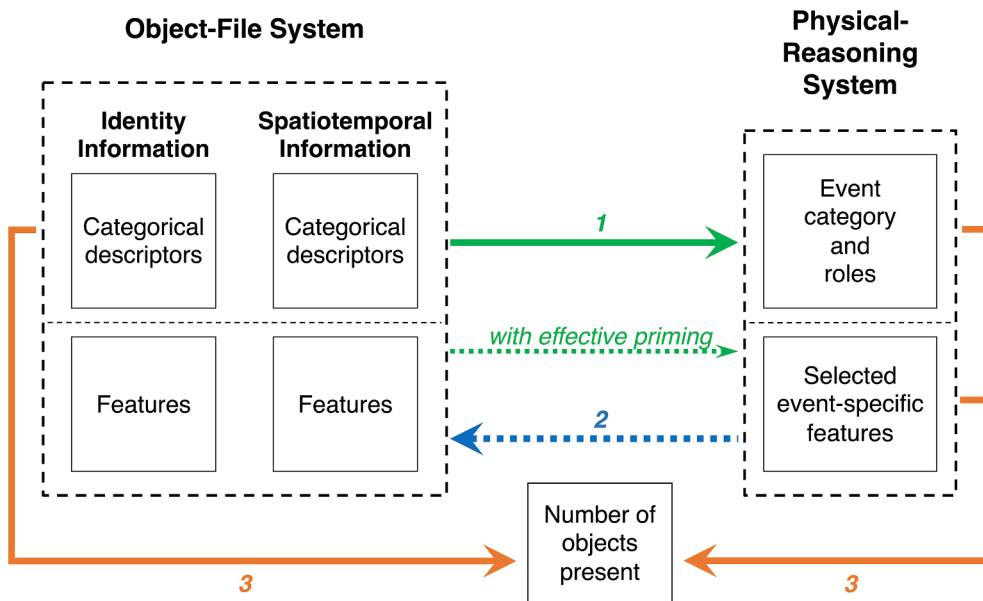 Object-File System
Physical-
Reasoning
System
Identity
Information
Spatiotemporal
Information
Categorical
descriptors
Categorical
descriptors
1
Event
category
and
roles
with effective priming
Features
Features
2
Selected
event-specific
features
Number of
objects
present
3
3